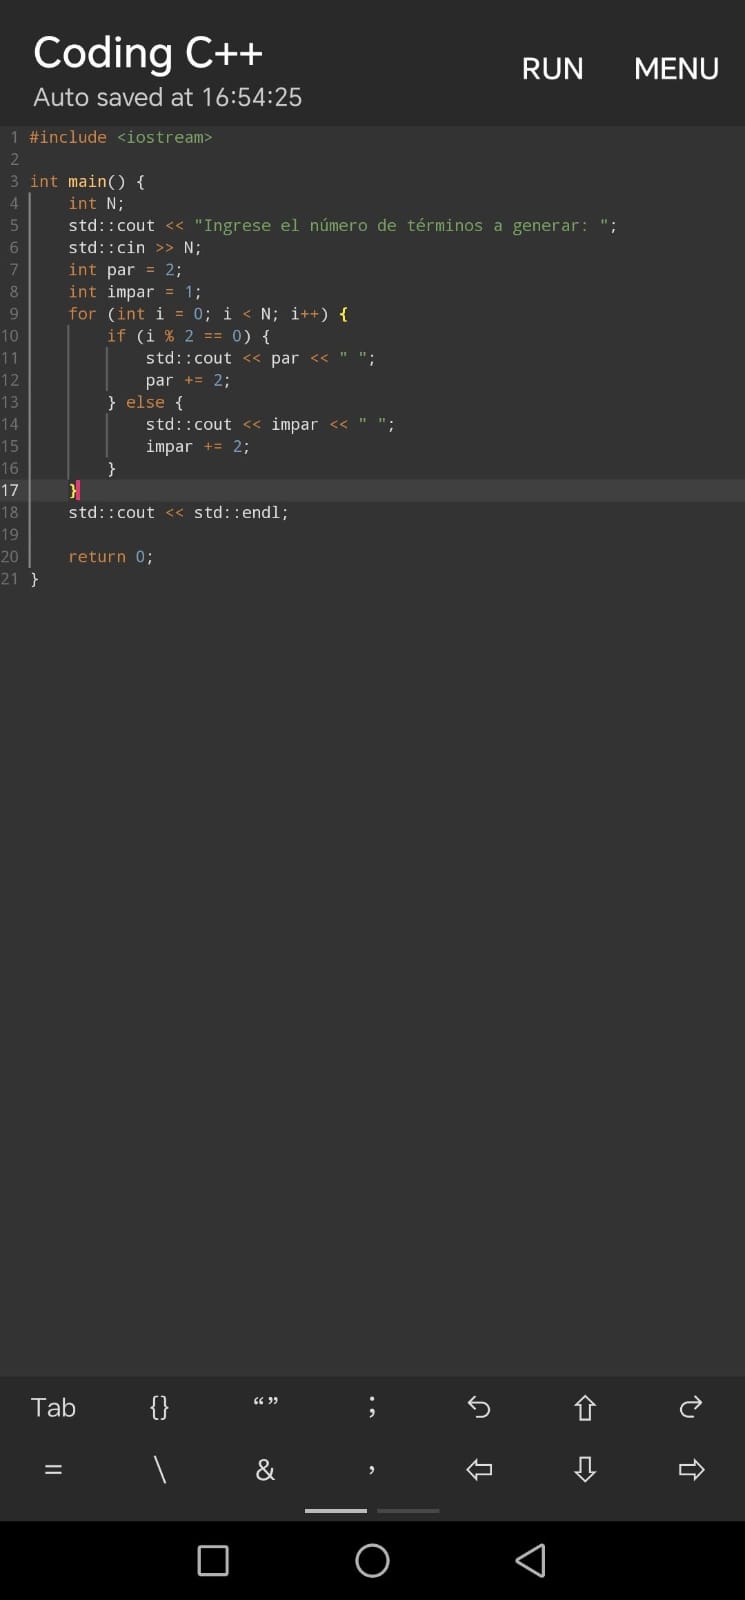 Coding C++
Auto saved at 16:54:25
RUN MENU
1 #include <iostream>
2
3 int main() {
4     int N;
5     std::cout << "Ingrese el número de términos a generar: ";
6     std::cin >> N;
7     int par = 2;
8     int impar = 1;
9     for (int i = 0; i < N; i++) {
10         if (i % 2 == 0) {
11             std::cout << par << " ";
12             par += 2;
13         } else {
14             std::cout << impar << " ";
15             impar += 2;
16         }
17     }
18     std::cout << std::endl;
19
20     return 0;
21 }
Tab {} “” ;
= \ & ,